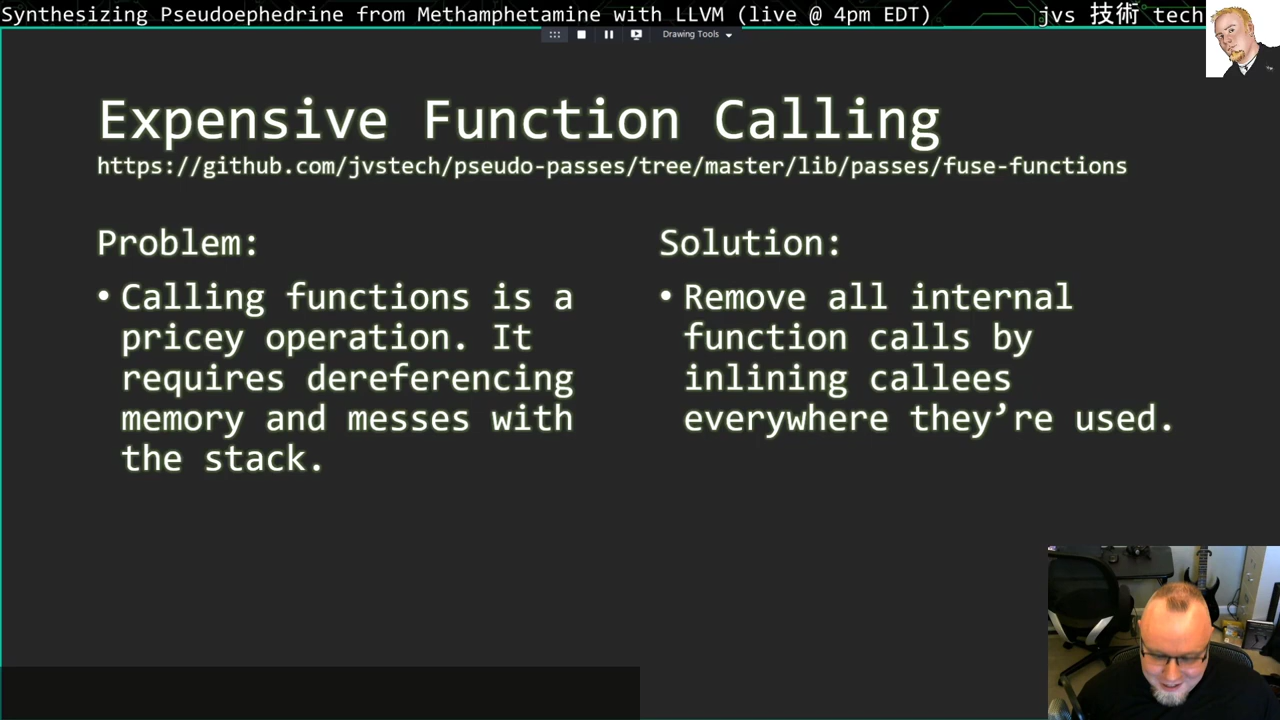 Synthesizing Pseudoephedrine from Methamphetamine with LLVM (live @ 4pm EDT)
jvs 技術 tech
Drawing Tools
Expensive Function Calling
https://github.com/jvstech/pseudo-passes/tree/master/lib/passes/fuse-functions
Problem:
• Calling functions is a
pricey operation. It
requires dereferencing
memory and messes with
the stack.
Solution:
• Remove all internal
function calls by
inlining callees
everywhere they’re used.